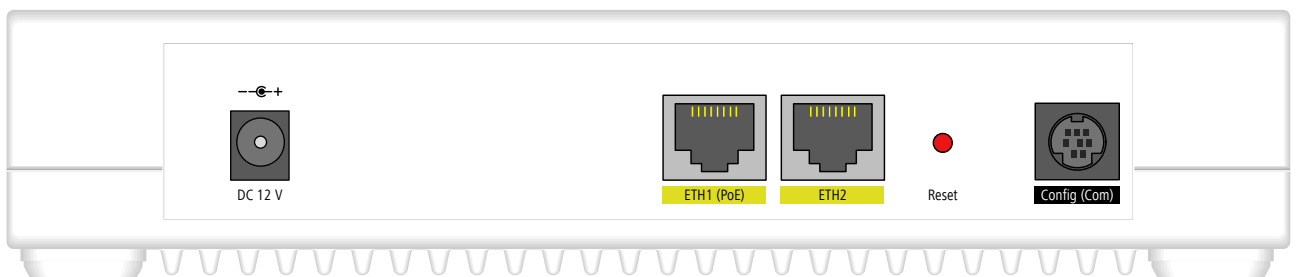 DC 12 V
ETH1 (PoE)
ETH2
Reset
Config (Com)